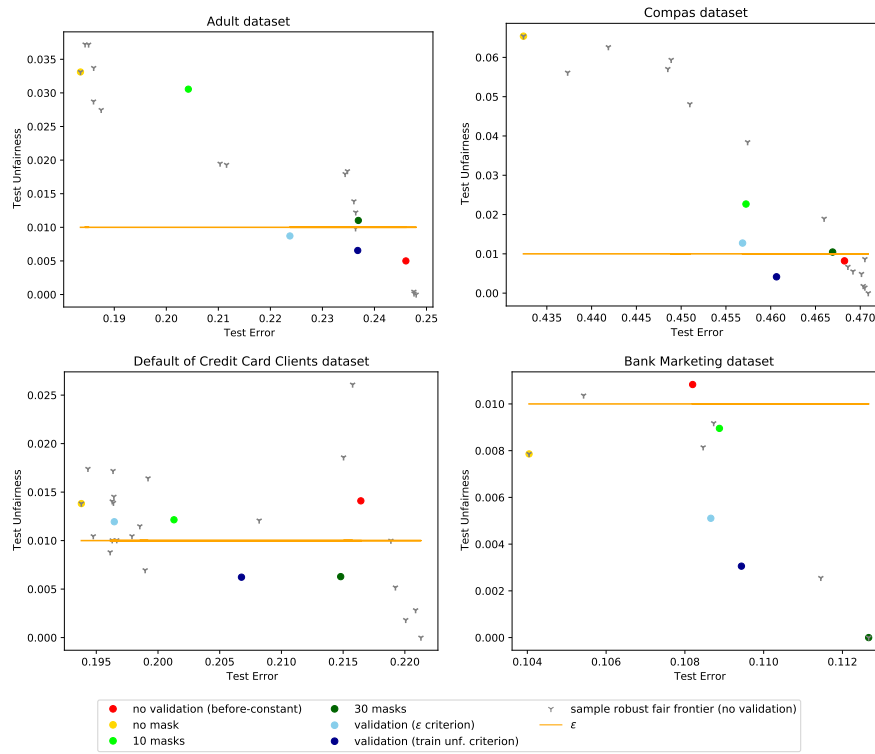 Adult dataset
Test Unfairness
0.035
0.030
0.025
0.020
0.015
0.010
0.005
0.000
0.19 0.20 0.21 0.22 0.23 0.24 0.25
Test Error
Compas dataset
Test Unfairness
0.06
0.05
0.04
0.03
0.02
0.01
0.00
0.435 0.440 0.445 0.450 0.455 0.460 0.465 0.470
Test Error
Default of Credit Card Clients dataset
Test Unfairness
0.025
0.020
0.015
0.010
0.005
0.000
0.195 0.200 0.205 0.210 0.215 0.220
Test Error
Bank Marketing dataset
Test Unfairness
0.010
0.008
0.006
0.004
0.002
0.000
0.104 0.106 0.108 0.110 0.112
Test Error
no validation (before-constant)
no mask
10 masks
30 masks
validation (ε criterion)
validation (train unf. criterion)
sample robust fair frontier (no validation)
ε